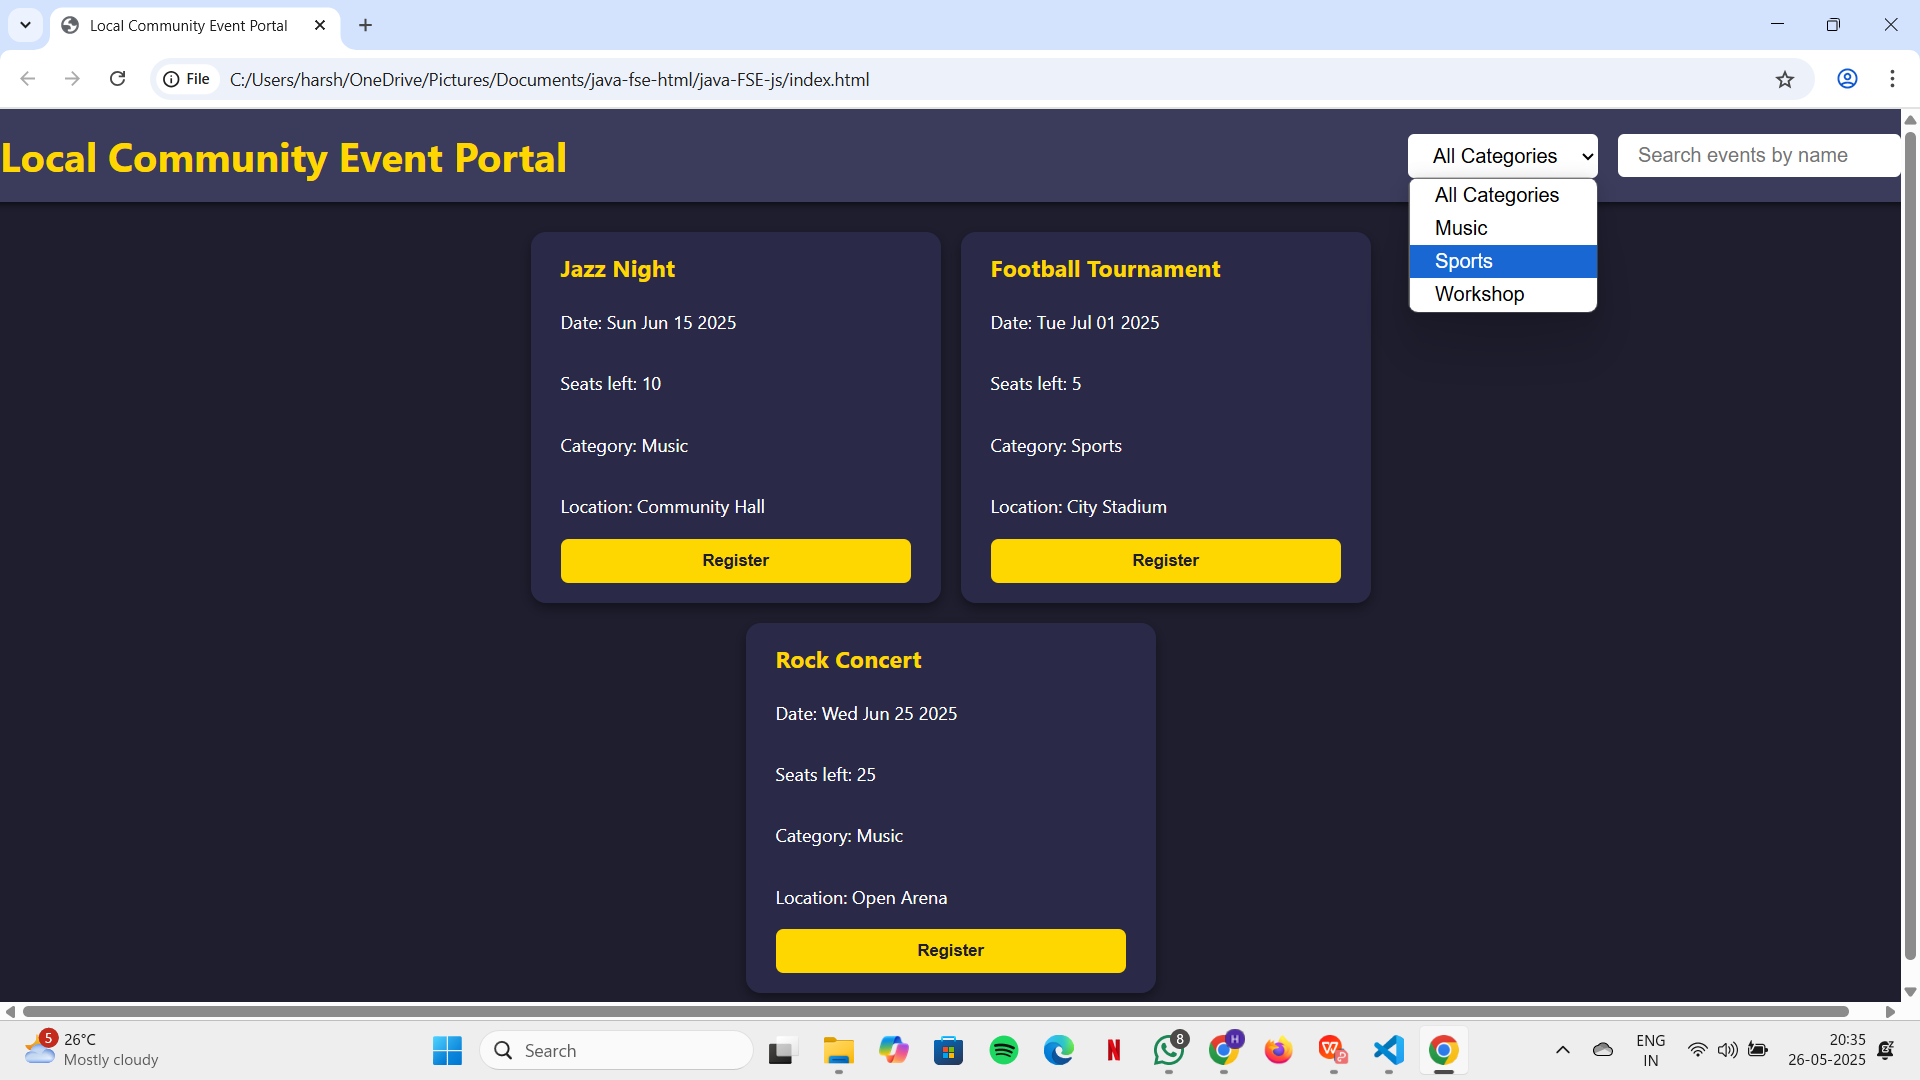 Local Community Event Portal
File
C:/Users/harsh/OneDrive/Pictures/Documents/java-fse-html/java-FSE-js/index.html
Local Community Event Portal
All Categories
Search events by name
All Categories
Music
Sports
Workshop
Jazz Night
Date: Sun Jun 15 2025
Seats left: 10
Category: Music
Location: Community Hall
Register
Football Tournament
Date: Tue Jul 01 2025
Seats left: 5
Category: Sports
Location: City Stadium
Register
Rock Concert
Date: Wed Jun 25 2025
Seats left: 25
Category: Music
Location: Open Arena
Register
5
26°C
Mostly cloudy
Search
N
8
H
W
ENG
IN
20:35
26-05-2025